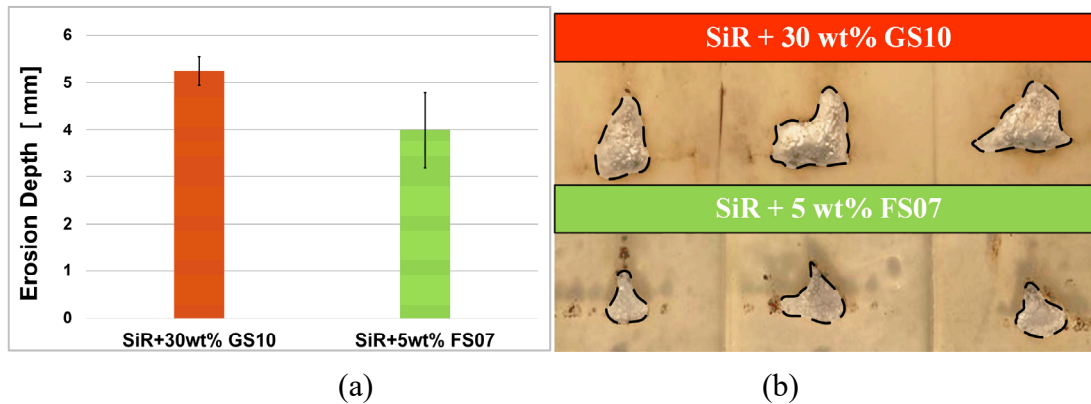 Erosion Depth [ mm]
6
5
4
3
2
1
0
SiR+30wt% GS10
SiR+5wt% FS07
(a)
SiR + 30 wt% GS10
SiR + 5 wt% FS07
(b)